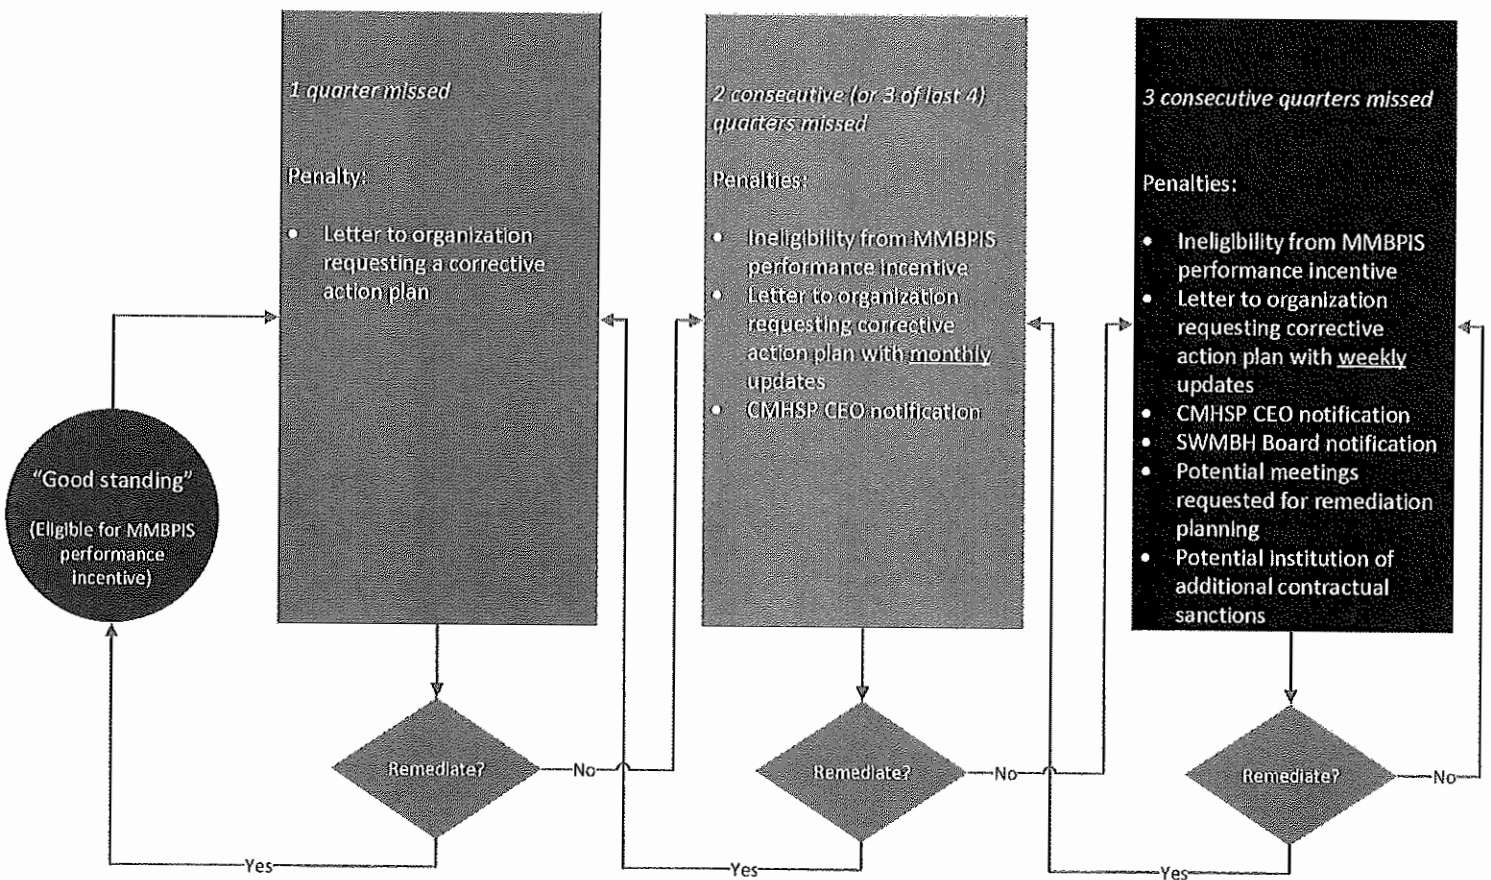 "Good standing"
(Eligible for MMBPIS
performance
incentive)
1 quarter missed
Penalty:
• Letter to organization
requesting a corrective
action plan
Remediate?
No
Yes
2 consecutive (or 3 of last 4)
quarters missed
Penalties:
• Ineligibility from MMBPIS
performance incentive
• Letter to organization
requesting corrective
action plan with monthly
updates
• CMHSP CEO notification
Remediate?
No
Yes
3 consecutive quarters missed
Penalties:
• Ineligibility from MMBPIS
performance incentive
• Letter to organization
requesting corrective
action plan with weekly
updates
• CMHSP CEO notification
• SWMBH Board notification
• Potential meetings
requested for remediation
planning
• Potential institution of
additional contractual
sanctions
Remediate?
No
Yes